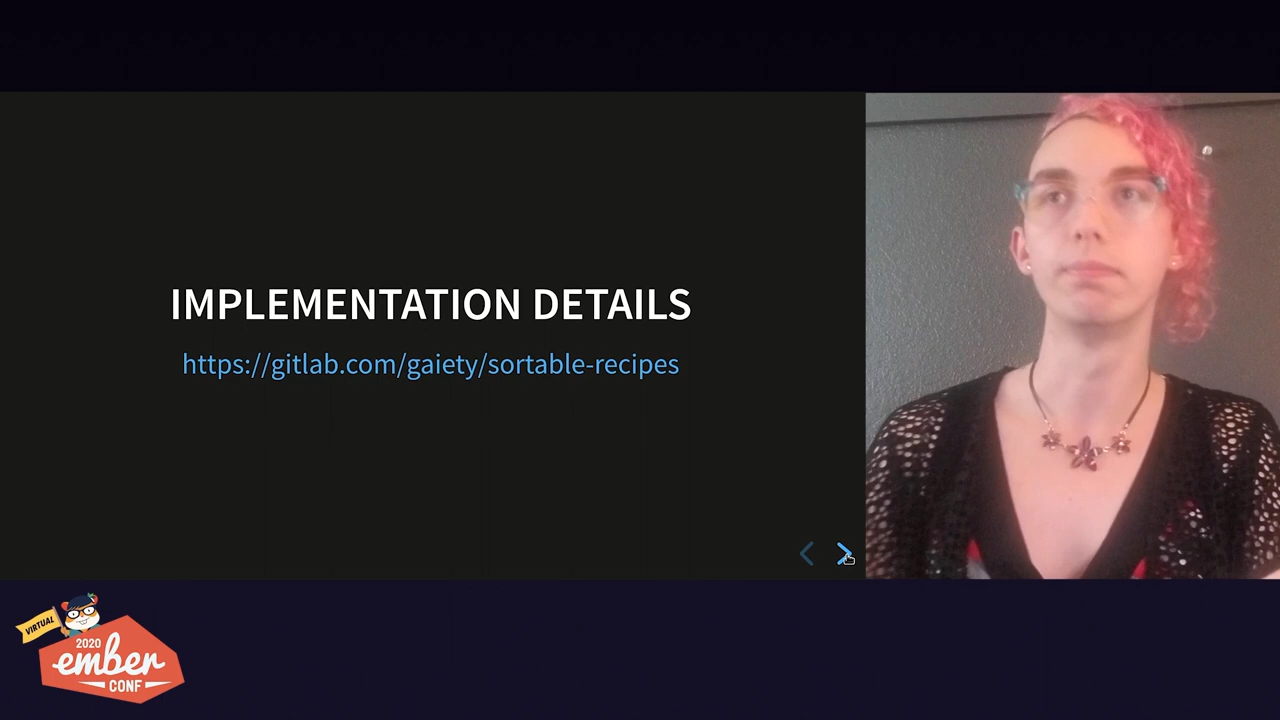 IMPLEMENTATION DETAILS
https://gitlab.com/gaiety/sortable-recipes
VIRTUAL
2020
ember
CONF